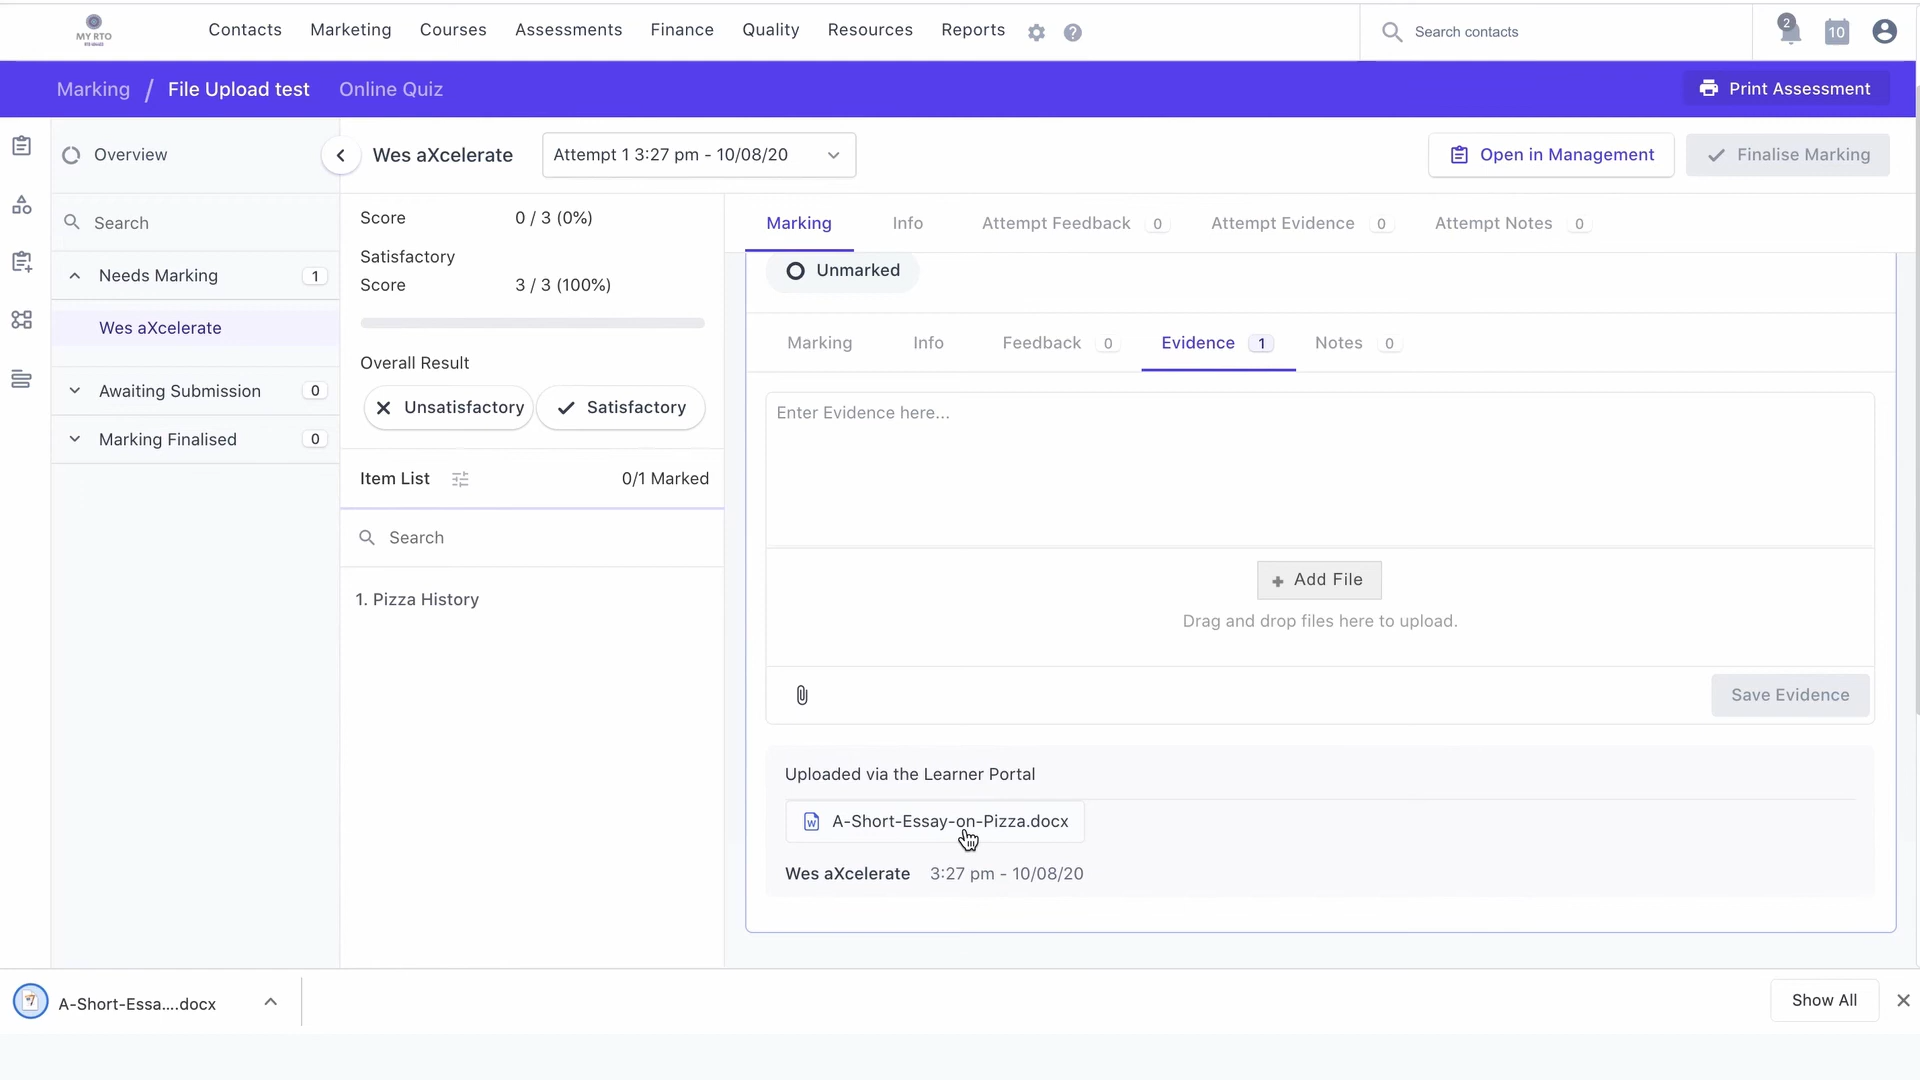 MY RTO
Contacts
Marketing
Courses
Assessments
Finance
Quality
Resources
Reports
Search contacts
2
10
Marking / File Upload test
Online Quiz
Print Assessment
Overview
Wes aXcelerate
Attempt 1 3:27 pm - 10/08/20
Open in Management
Finalise Marking
Search
Needs Marking 1
Wes aXcelerate
Awaiting Submission 0
Marking Finalised 0
Score 0 / 3 (0%)
Satisfactory
Score 3 / 3 (100%)
Overall Result
Unsatisfactory
Satisfactory
Item List
0/1 Marked
Search
1. Pizza History
Marking
Info
Attempt Feedback 0
Attempt Evidence 0
Attempt Notes 0
Unmarked
Marking
Info
Feedback 0
Evidence 1
Notes 0
Enter Evidence here...
+ Add File
Drag and drop files here to upload.
Save Evidence
Uploaded via the Learner Portal
A-Short-Essay-on-Pizza.docx
Wes aXcelerate 3:27 pm - 10/08/20
A-Short-Essa....docx
Show All